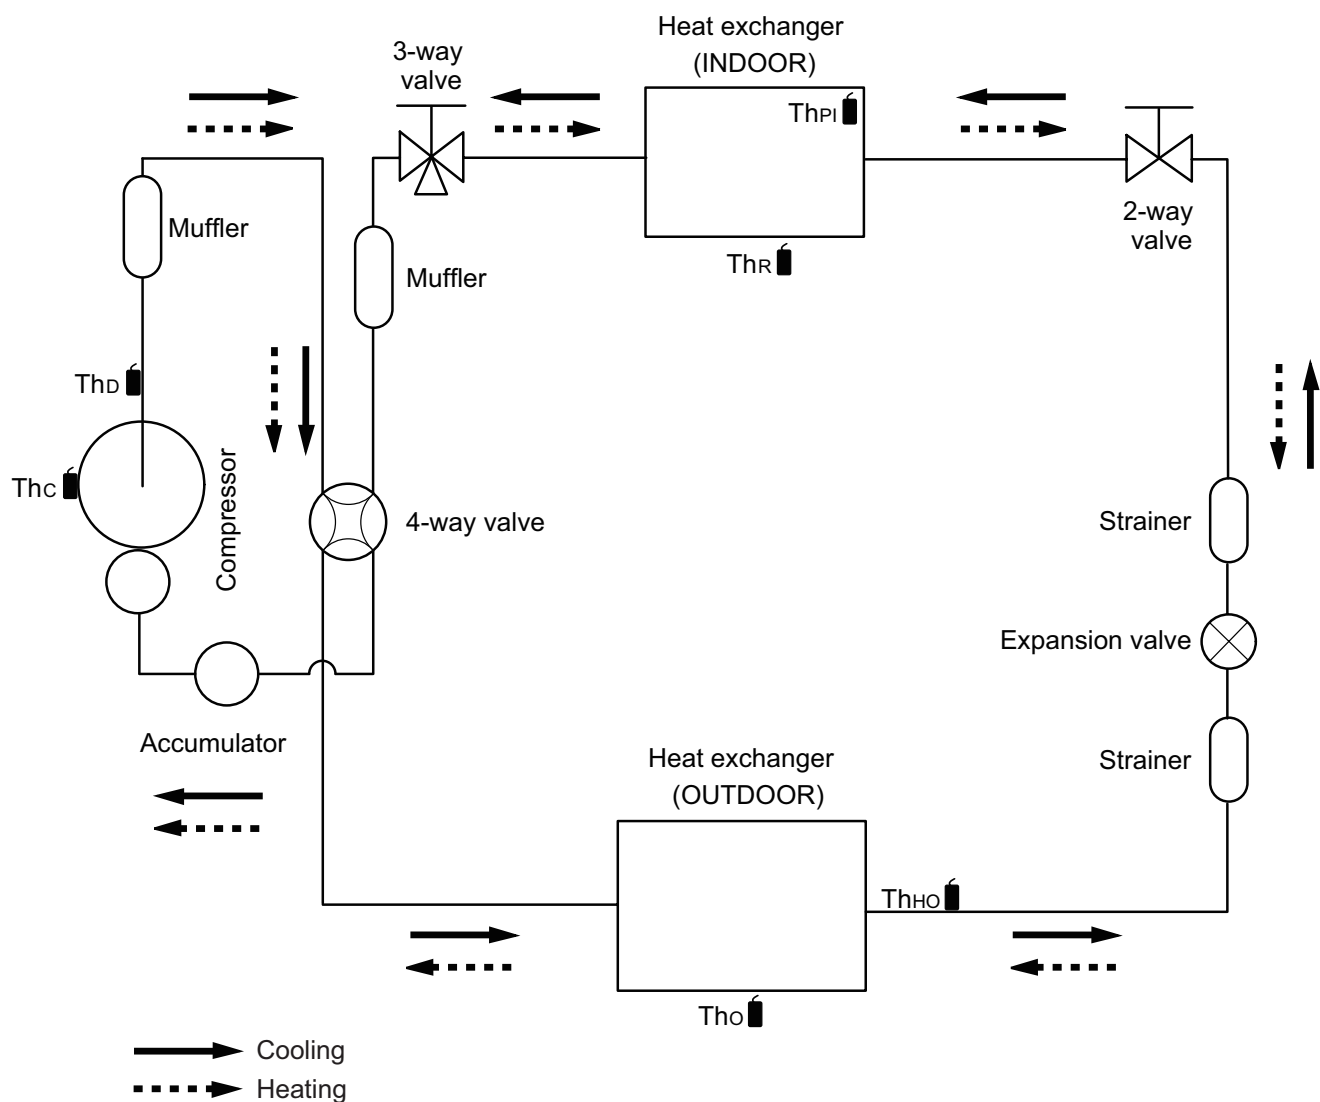 Heat exchanger
(INDOOR)
3-way
valve
ThPI
2-way
valve
Muffler
ThR
Muffler
ThD
ThC
Compressor
4-way valve
Strainer
Expansion valve
Accumulator
Strainer
Heat exchanger
(OUTDOOR)
ThHO
ThO
Cooling
Heating